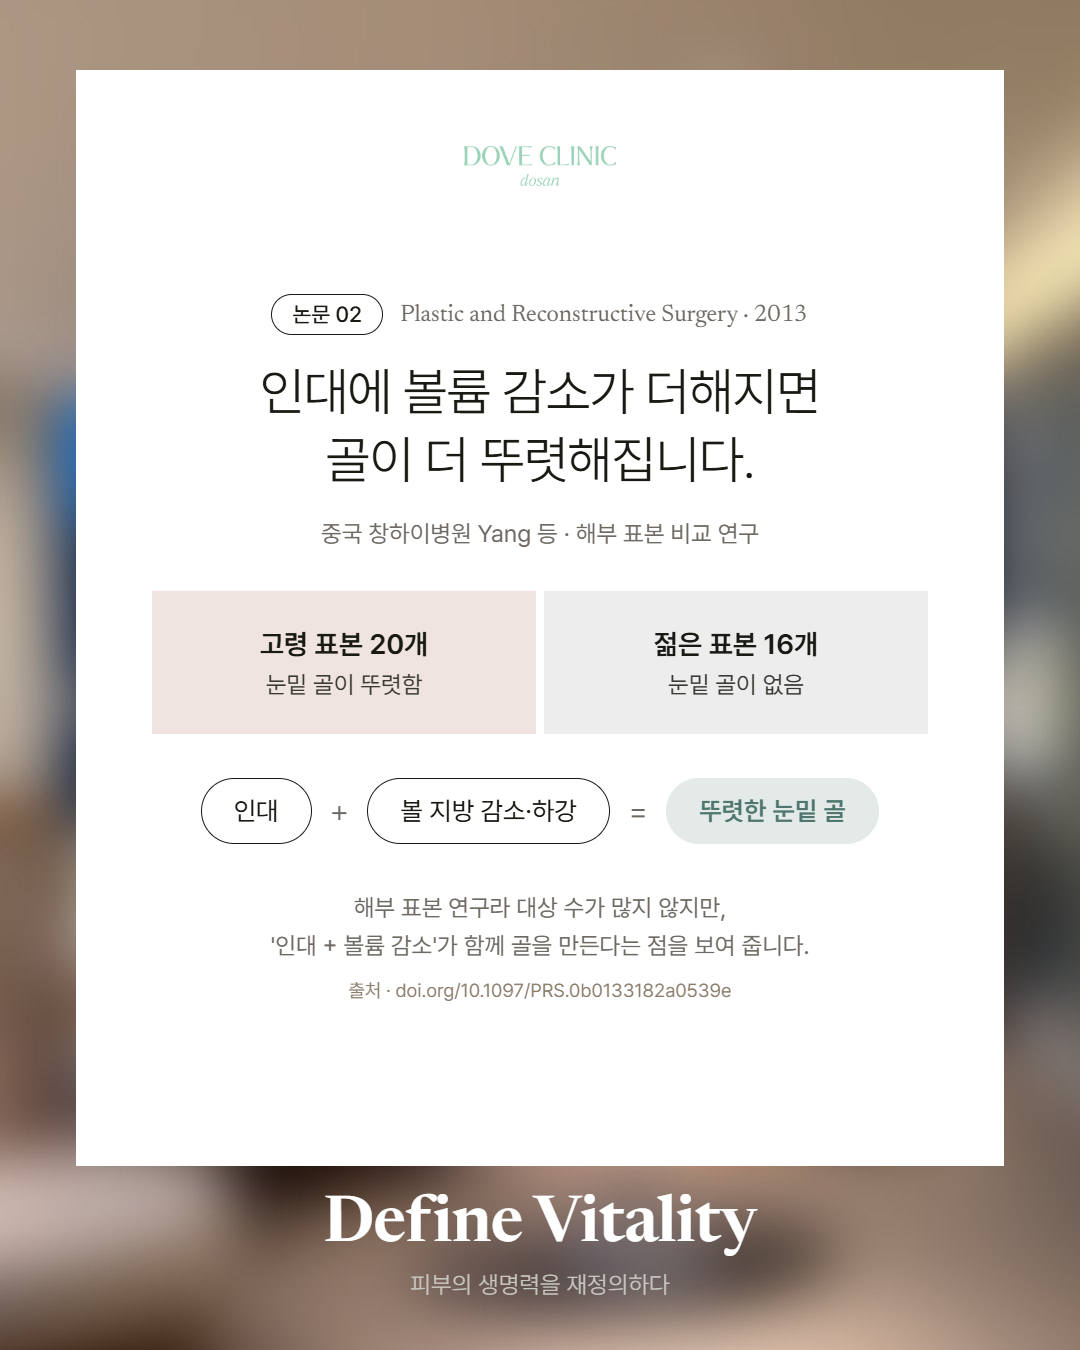 DOVE CLINIC
dosan
논문 02 Plastic and Reconstructive Surgery · 2013
인대에 볼륨 감소가 더해지면
골이 더 뚜렷해집니다.
중국 창하이병원 Yang 등 · 해부 표본 비교 연구
고령 표본 20개
눈밑 골이 뚜렷함
젊은 표본 16개
눈밑 골이 없음
인대 + 볼 지방 감소·하강 = 뚜렷한 눈밑 골
해부 표본 연구라 대상 수가 많지 않지만,
'인대 + 볼륨 감소'가 함께 골을 만든다는 점을 보여 줍니다.
출처 · doi.org/10.1097/PRS.0b0133182a0539e
Define Vitality
피부의 생명력을 재정의하다